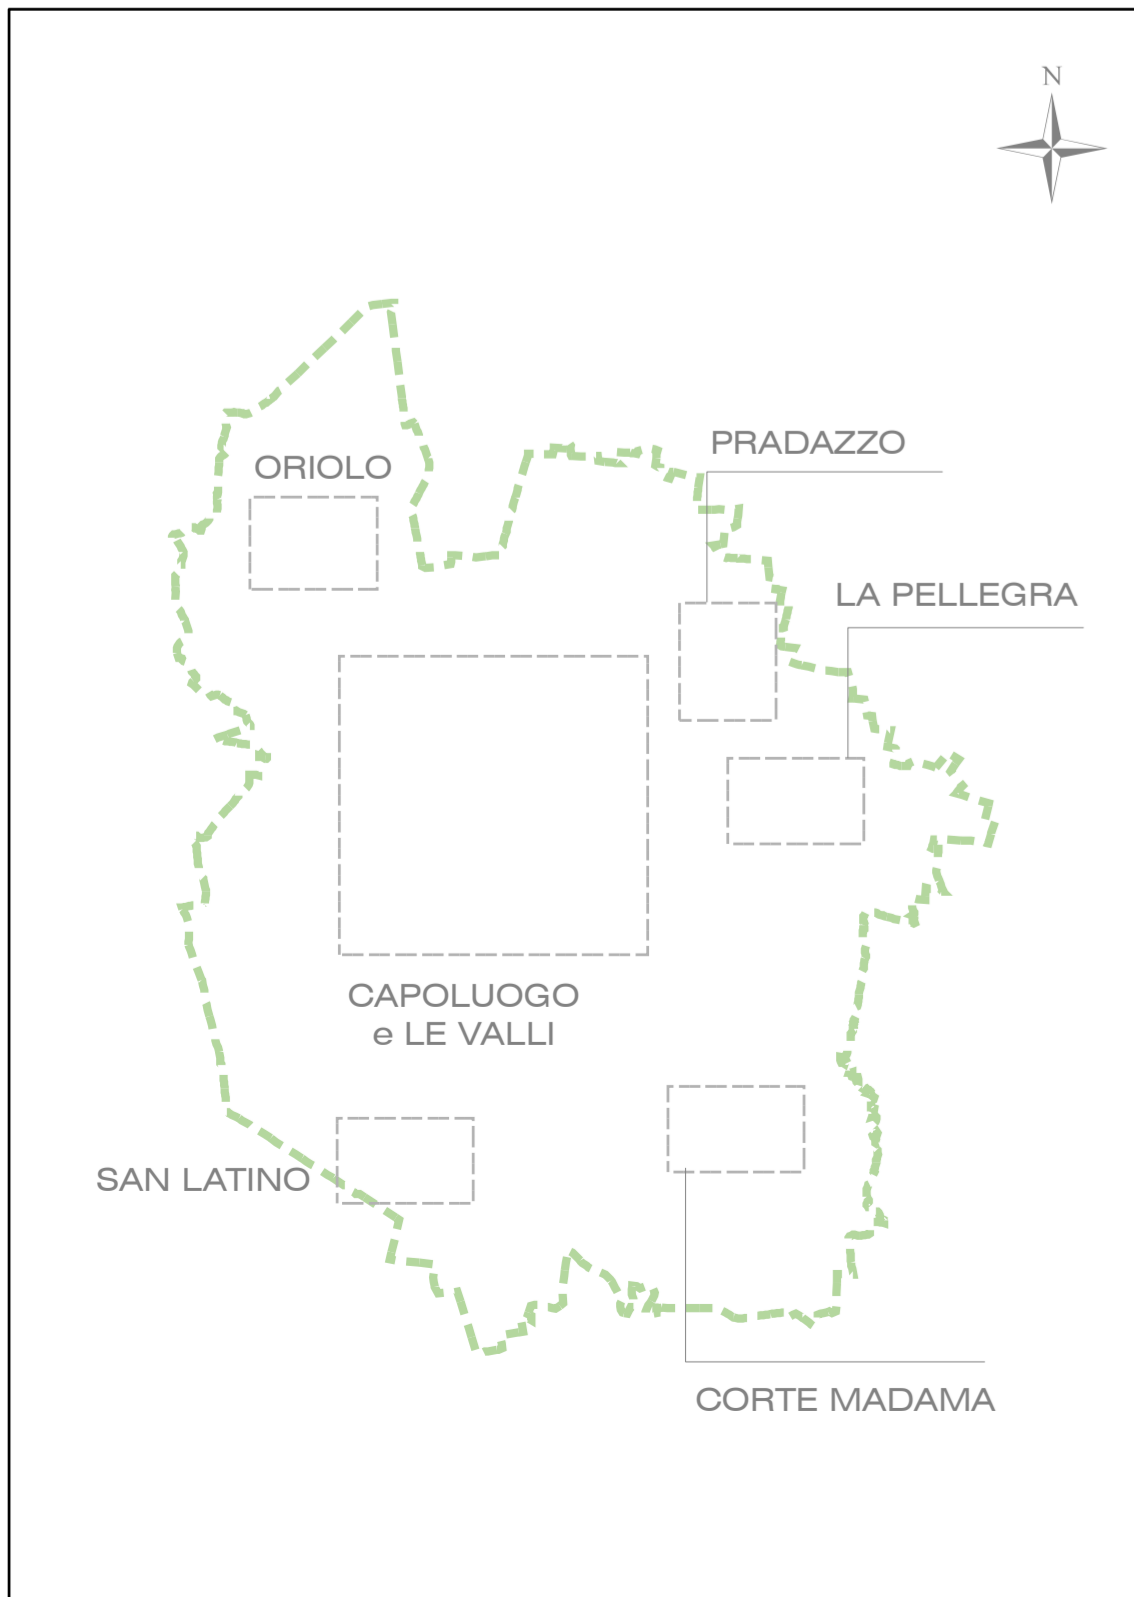 N
PRADAZZO
ORIOLO
LA PELLEGRA
CAPOLUOGO
e LE VALLI
SAN LATINO
CORTE MADAMA